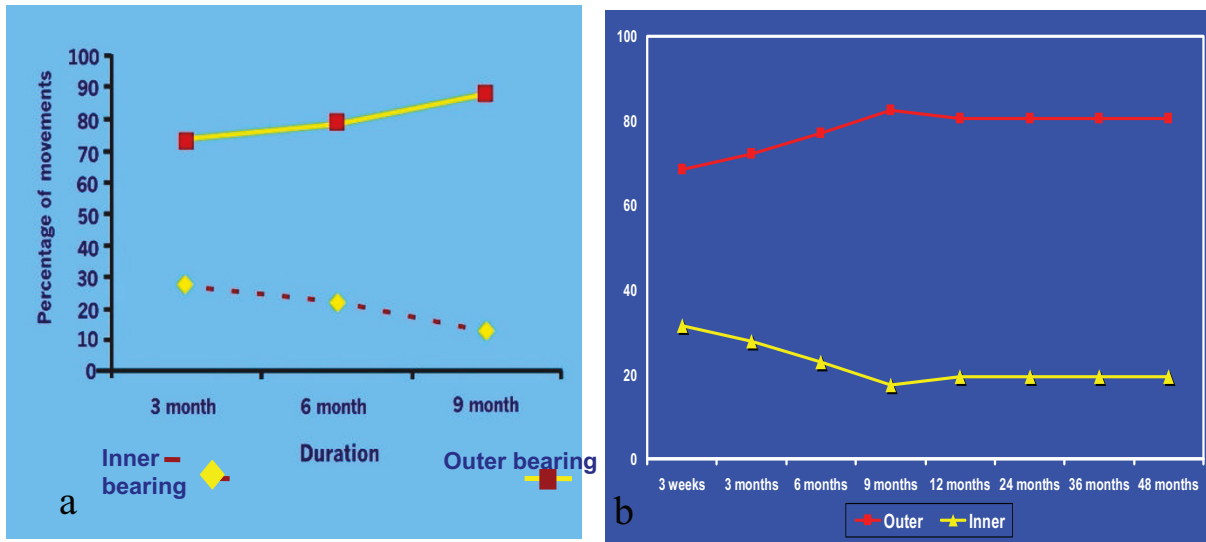 Percentage of movements
100
90
80
70
60
50
40
30
20
10
0
3 month 6 month 9 month
Duration
Inner
bearing
Outer bearing
a
100
80
60
40
20
0
3 weeks 3 months 6 months 9 months 12 months 24 months 36 months 48 months
Outer Inner
b